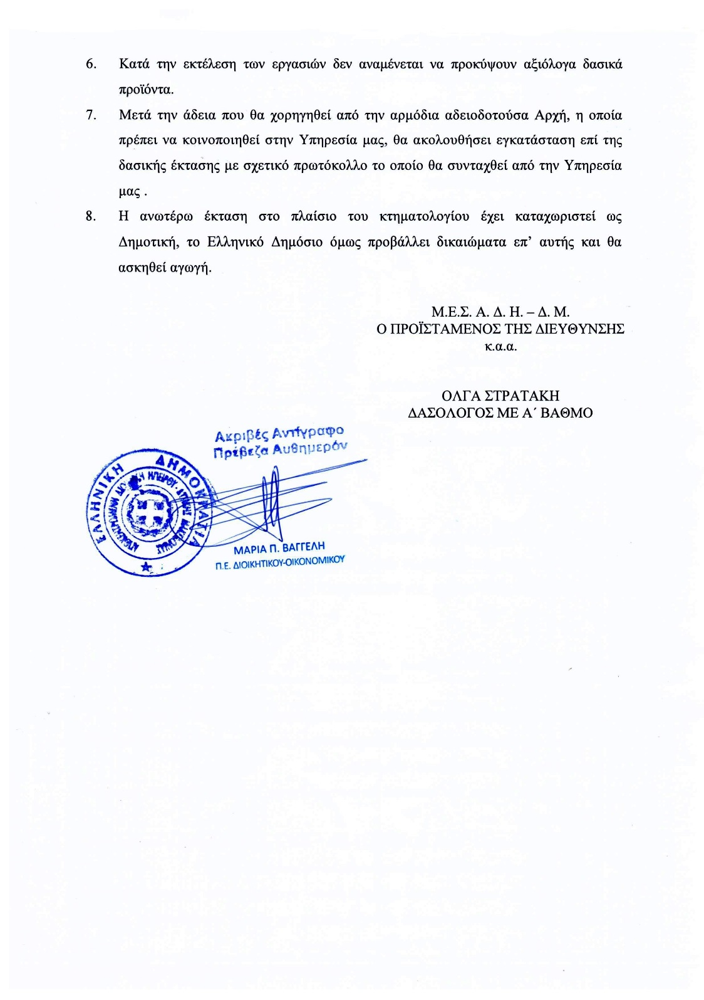 6. Κατά την εκτέλεση των εργασιών δεν αναμένεται να προκύψουν αξιόλογα δασικά
προϊόντα.
7. Μετά την άδεια που θα χορηγηθεί από την αρμόδια αδειοδοτούσα Αρχή, η οποία
πρέπει να κοινοποιηθεί στην Υπηρεσία μας, θα ακολουθήσει εγκατάσταση επί της
δασικής έκτασης με σχετικό πρωτόκολλο το οποίο θα συνταχθεί από την Υπηρεσία
μας .
8. Η ανωτέρω έκταση στο πλαίσιο του κτηματολογίου έχει καταχωριστεί ως
Δημοτική, το Ελληνικό Δημόσιο όμως προβάλλει δικαιώματα επ’ αυτής και θα
ασκηθεί αγωγή.
Μ.Ε.Σ. Α. Δ. Η. – Δ. Μ.
Ο ΠΡΟΪΣΤΑΜΕΝΟΣ ΤΗΣ ΔΙΕΥΘΥΝΣΗΣ
κ.α.α.
ΟΛΓΑ ΣΤΡΑΤΑΚΗ
ΔΑΣΟΛΟΓΟΣ ΜΕ Α΄ ΒΑΘΜΟ
Ακριβές Αντίγραφο
Πρέβεζα Αυθημερόν
ΕΛΛΗΝΙΚΗ ΔΗΜΟΚΡΑΤΙΑ
ΜΑΡΙΑ Π. ΒΑΓΓΕΛΗ
Π.Ε. ΔΙΟΙΚΗΤΙΚΟΥ-ΟΙΚΟΝΟΜΙΚΟΥ